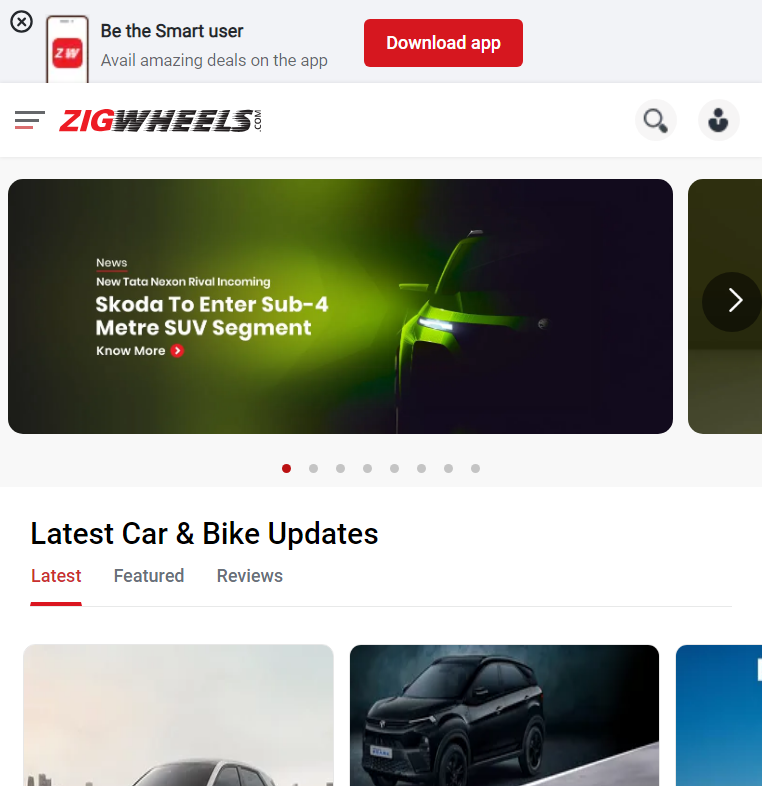 Be the Smart user
Avail amazing deals on the app
Download app
ZW
ZIGWHEELS.COM
News
New Tata Nexon Rival Incoming
Skoda To Enter Sub-4
Metre SUV Segment
Know More
Latest Car & Bike Updates
Latest
Featured
Reviews